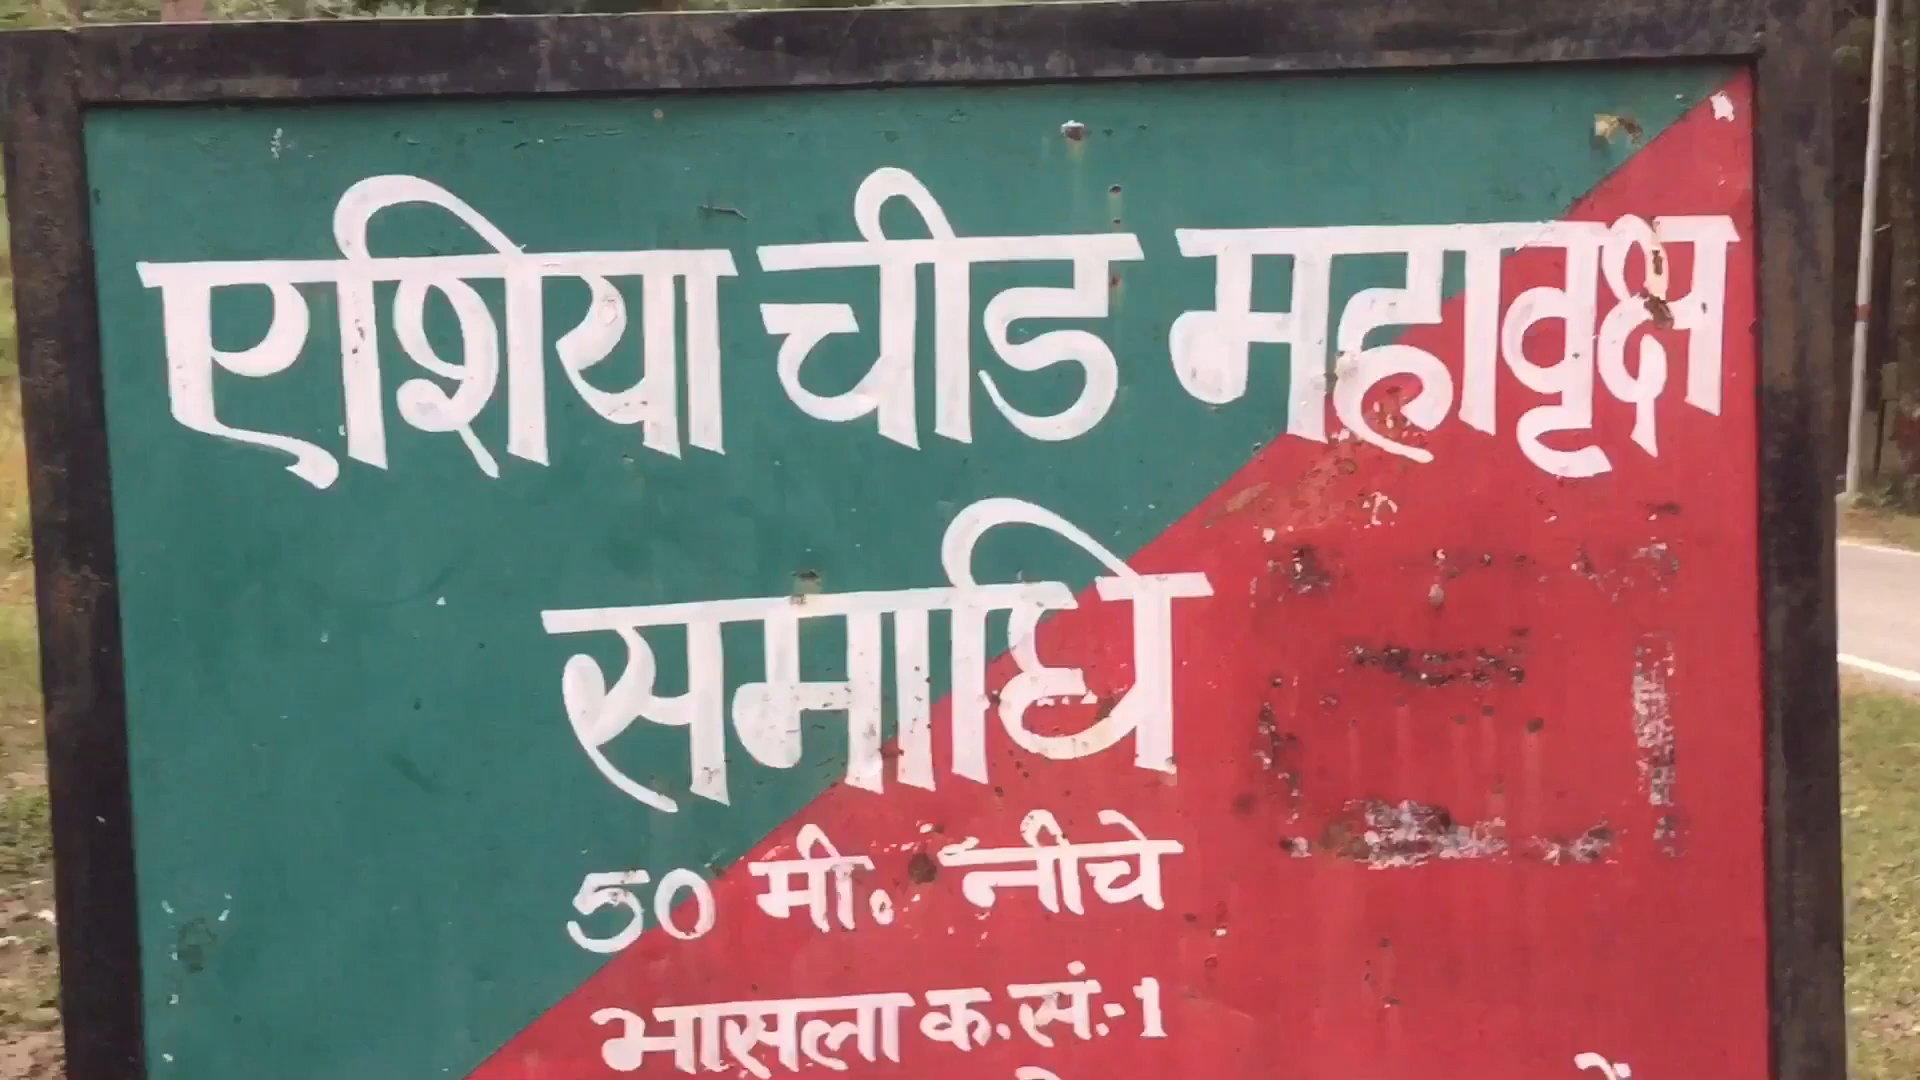 एशिया चीड महावृक्ष
समाधि
50 मी. नीचे
भासला क.सं.-1